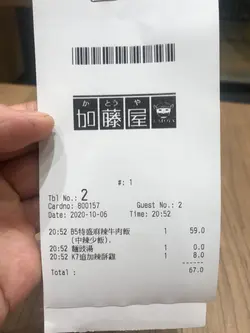 かとうや
加藤屋
#: 1
Tbl No.: 2
Cardno: 800157 Guest No.: 2
Date: 2020-10-06 Time: 20:52
20:52 B5特盛麻辣牛肉飯 1 59.0
(中辣少飯).
20:52 麵豉湯 1 0.0
20:52 K7追加辣酥雞 1 8.0
Total : 67.0